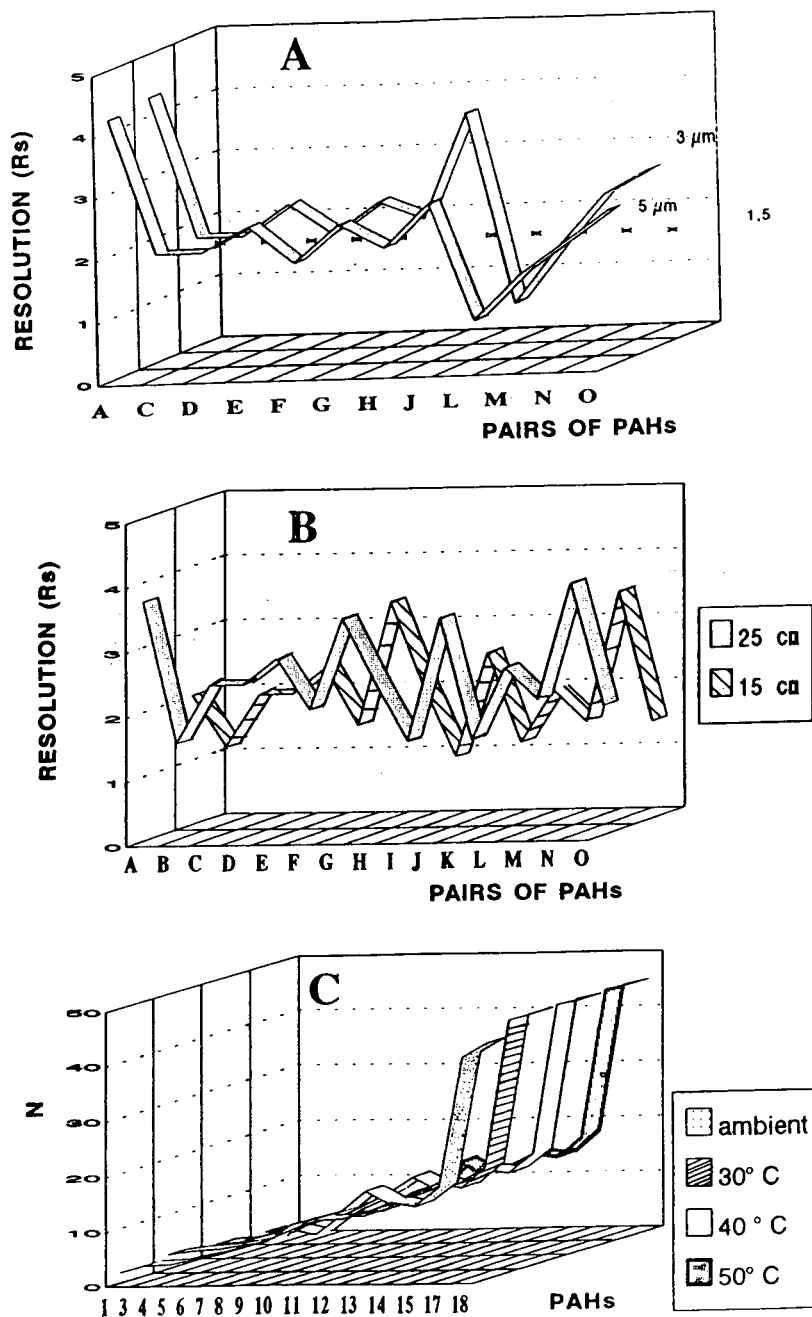 A
5
4
3
2
1
0
RESOLUTION (Rs)
3 μm
5 μm
1.5
A C D E F G H J L M N O
PAIRS OF PAHs
B
5
4
3
2
1
0
RESOLUTION (Rs)
25 cm
15 cm
A B C D E F G H I J K L M N O
PAIRS OF PAHs
C
50
40
30
20
10
0
N
ambient
30° C
40 ° C
50° C
1 3 4 5 6 7 8 9 10 11 12 13 14 15 17 18
PAHs